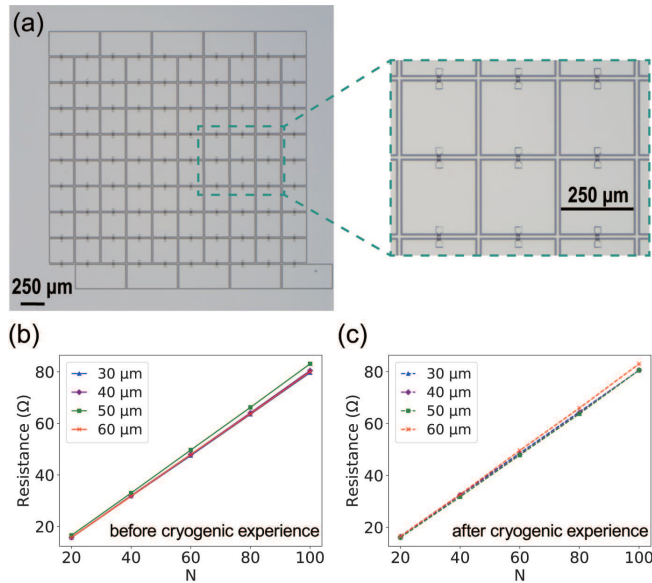 (a)
250 μm
250 μm
(b)
(c)
80
60
40
20
Resistance (Ω)
30 μm
40 μm
50 μm
60 μm
before cryogenic experience
20
40
60
80
100
N
80
60
40
20
Resistance (Ω)
30 μm
40 μm
50 μm
60 μm
after cryogenic experience
20
40
60
80
100
N